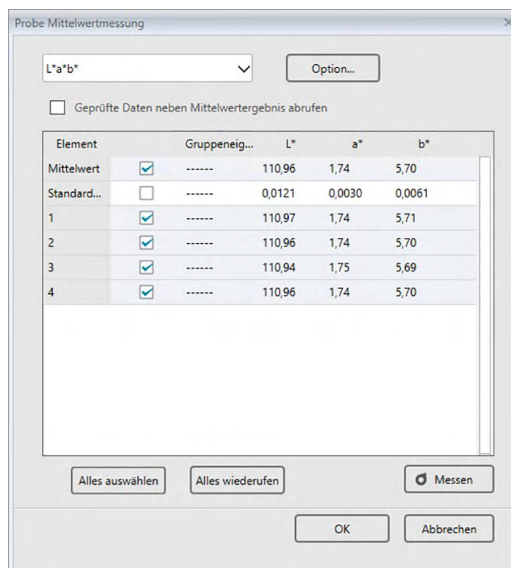 Probe Mittelwertmessung
L*a*b*
Option...
Geprüfte Daten neben Mittelwertergebnis abrufen
Element Gruppeneig... L* a* b*
Mittelwert ------ 110,96 1,74 5,70
Standard... ------ 0,0121 0,0030 0,0061
1 ------ 110,97 1,74 5,71
2 ------ 110,96 1,74 5,70
3 ------ 110,94 1,75 5,69
4 ------ 110,96 1,74 5,70
Alles auswählen Alles wiederufen Messen
OK Abbrechen